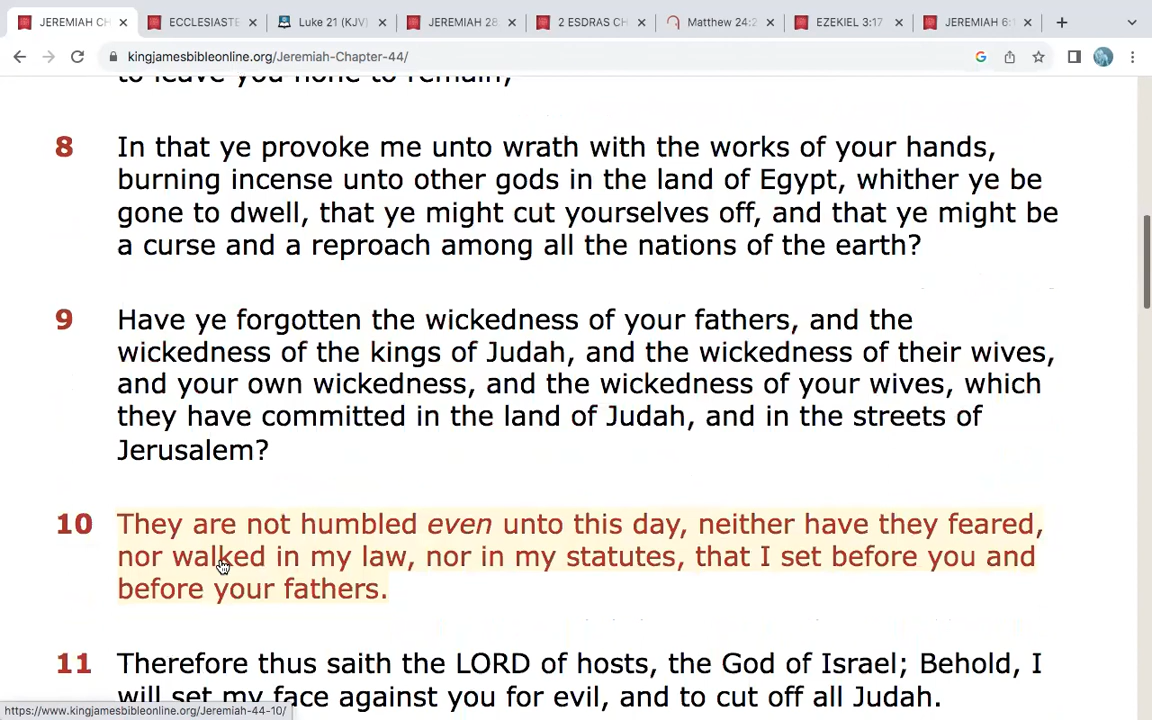 JEREMIAH CH
ECCLESIASTE
Luke 21 (KJV)
JEREMIAH 28
2 ESDRAS CH
Matthew 24:2
EZEKIEL 3:17
JEREMIAH 6:1
kingjamesbibleonline.org/Jeremiah-Chapter-44/
to leave you none to remain;
8 In that ye provoke me unto wrath with the works of your hands,
burning incense unto other gods in the land of Egypt, whither ye be
gone to dwell, that ye might cut yourselves off, and that ye might be
a curse and a reproach among all the nations of the earth?
9 Have ye forgotten the wickedness of your fathers, and the
wickedness of the kings of Judah, and the wickedness of their wives,
and your own wickedness, and the wickedness of your wives, which
they have committed in the land of Judah, and in the streets of
Jerusalem?
10 They are not humbled even unto this day, neither have they feared,
nor walked in my law, nor in my statutes, that I set before you and
before your fathers.
11 Therefore thus saith the LORD of hosts, the God of Israel; Behold, I
will set my face against you for evil, and to cut off all Judah.
https://www.kingjamesbibleonline.org/Jeremiah-44-10/